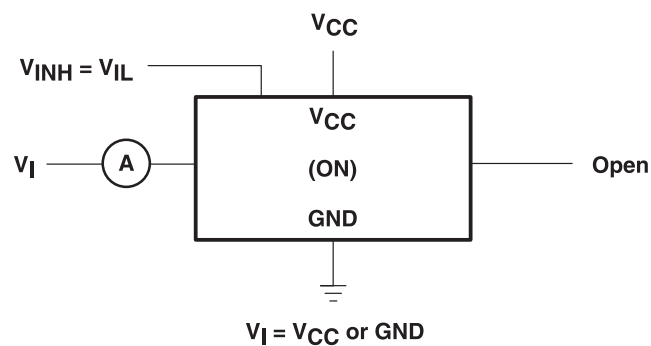 VCC
VINH = VIL
VCC
VI
A
(ON)
Open
GND
VI = VCC or GND